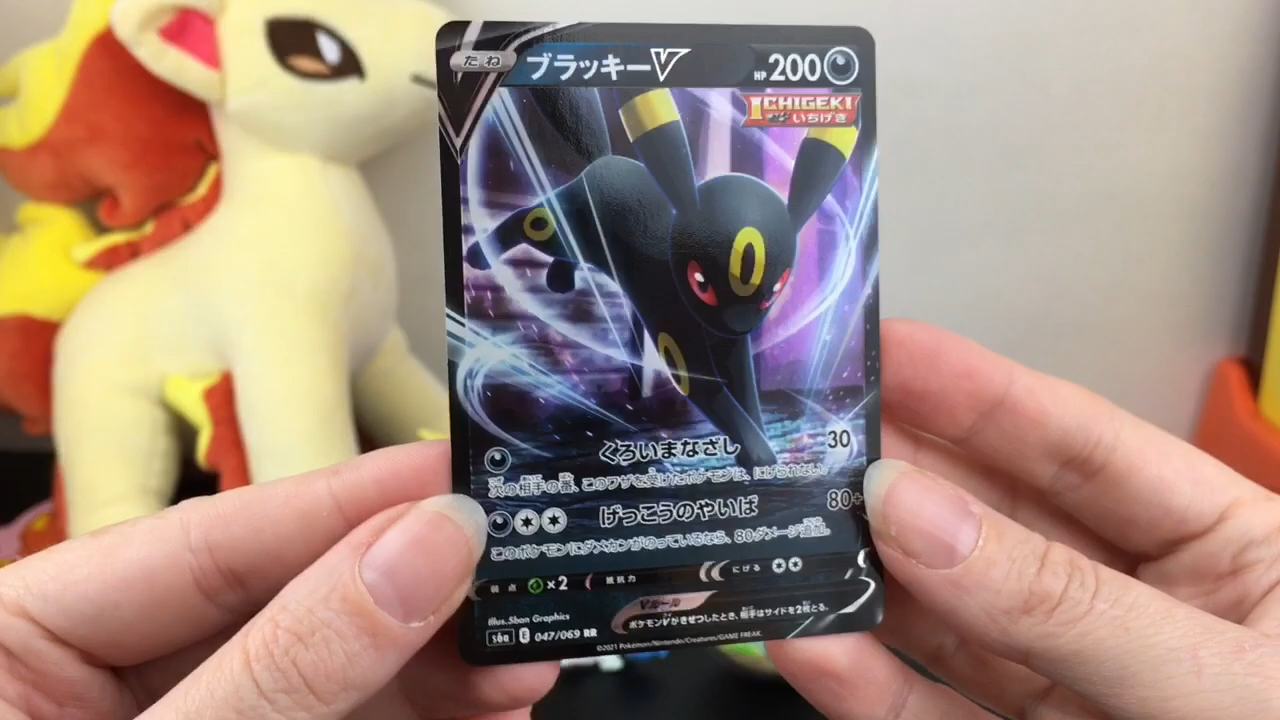 たね ブラッキーV HP 200
ICHIGEKI
いちげき
くろいまなざし 30
次の相手の番、このワザを受けたポケモンは、にげられない。
げっこうのやいば 80+
このポケモンにダメカンがのっているなら、80ダメージ追加。
弱点 ×2 抵抗力 にげる
Vルール
ポケモンVがきぜつしたとき、相手はサイドを2枚とる。
Illus.5ban Graphics
s6a E 047/069 RR
©2021 Pokémon/Nintendo/Creatures/GAME FREAK.